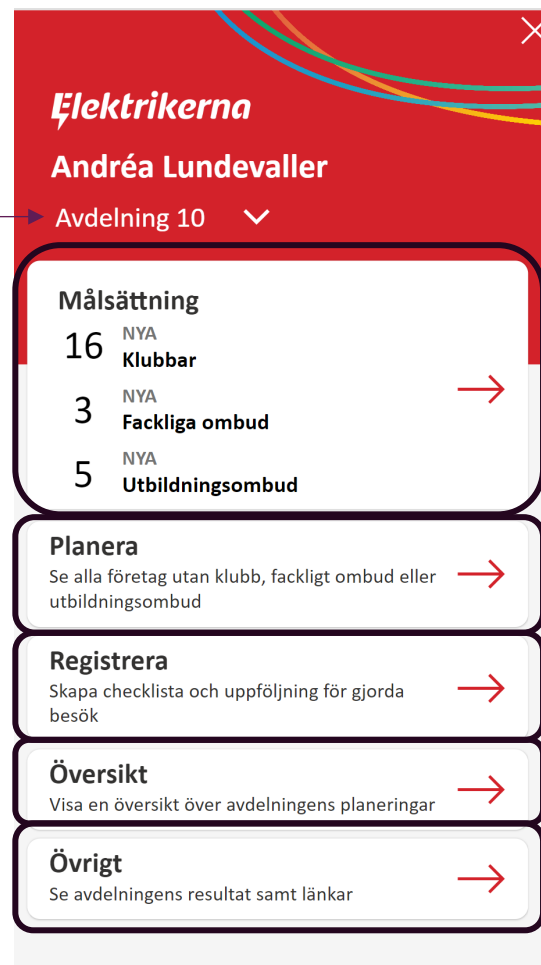 Elektrikerna
Andréa Lundevaller
Avdelning 10
Målsättning
16 NYA
Klubbar
3 NYA
Fackliga ombud
5 NYA
Utbildningsombud
Planera
Se alla företag utan klubb, fackligt ombud eller
utbildningsombud
Registrera
Skapa checklista och uppföljning för gjorda
besök
Översikt
Visa en översikt över avdelningens planeringar
Övrigt
Se avdelningens resultat samt länkar